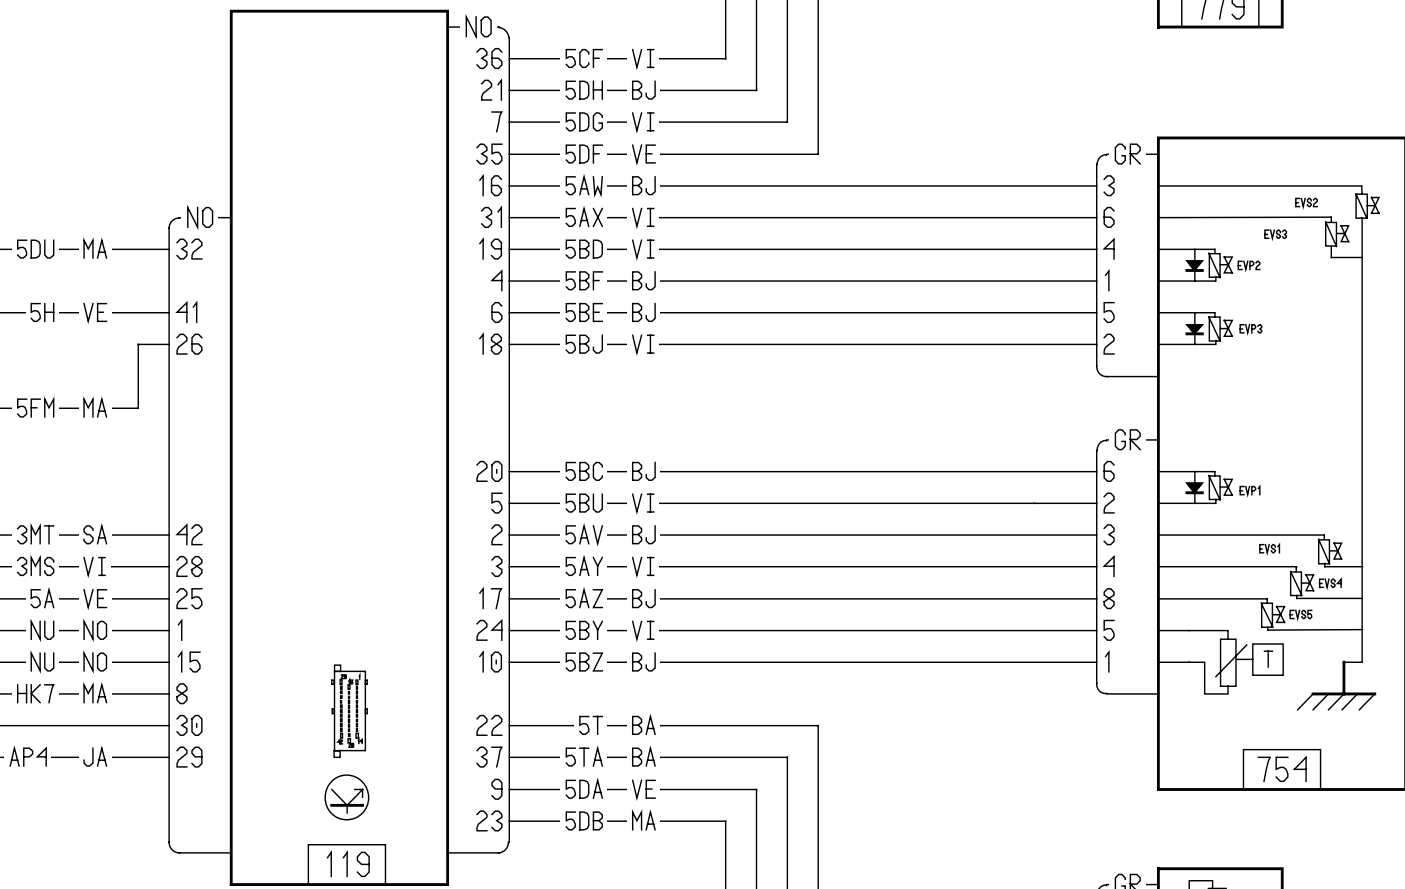 779
NO
36 5CF VI
21 5DH BJ
7 5DG VI
35 5DF VE
GR
16 5AW BJ 3
EVS2
NO
31 5AX VI 6
EVS3
5DU MA 32
19 5BD VI 4
EVP2
4 5BF BJ 1
5H VE 41
6 5BE BJ 5
EVP3
26
18 5BJ VI 2
5FM MA
GR
20 5BC BJ 6
EVP1
5 5BU VI 2
3MT SA 42
2 5AV BJ 3
EVS1
3MS VI 28
3 5AY VI 4
EVS4
5A VE 25
17 5AZ BJ 8
EVS5
NU NO 1
24 5BY VI 5
T
NU NO 15
10 5BZ BJ 1
HK7 MA 8
30
22 5T BA
AP4 JA 29
37 5TA BA
754
9 5DA VE
23 5DB MA
119
GR